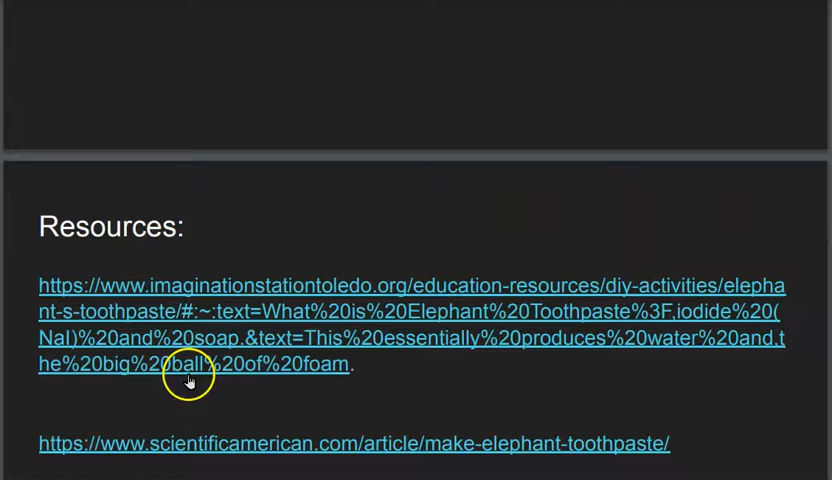 Resources:
https://www.imaginationstationtoledo.org/education-resources/diy-activities/elepha
nt-s-toothpaste/#:~:text=What%20is%20Elephant%20Toothpaste%3F,iodide%20(
NaI)%20and%20soap.&text=This%20essentially%20produces%20water%20and,t
he%20big%20ball%20of%20foam.
https://www.scientificamerican.com/article/make-elephant-toothpaste/